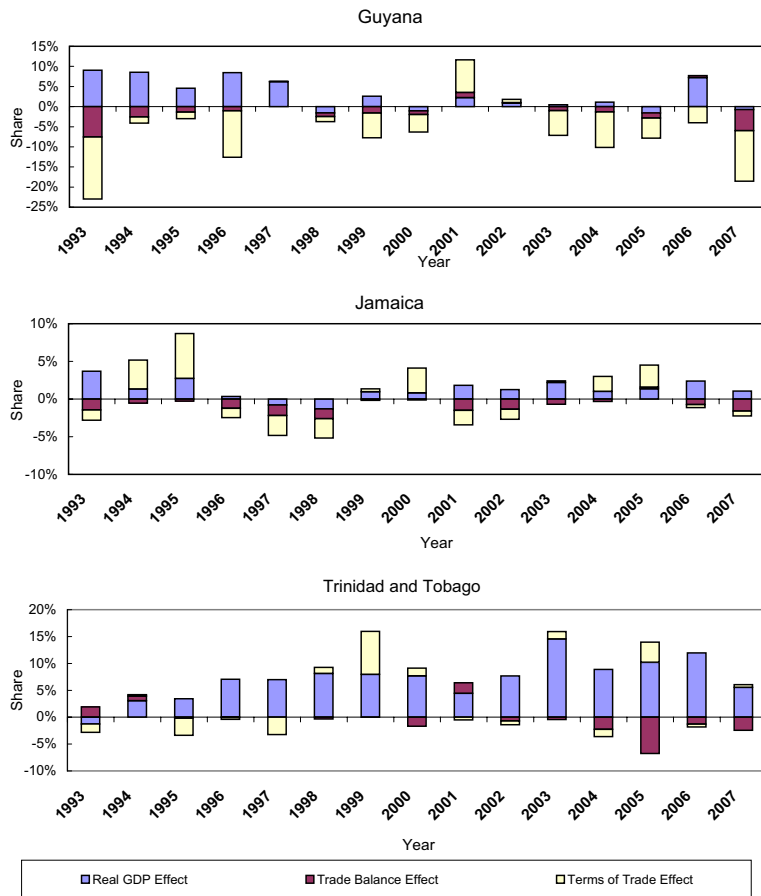 Guyana
15%
10%
5%
0%
-5%
-10%
-15%
-20%
-25%
Share
1993 1994 1995 1996 1997 1998 1999 2000 2001 2002 2003 2004 2005 2006 2007
Year
Jamaica
10%
5%
0%
-5%
-10%
Share
1993 1994 1995 1996 1997 1998 1999 2000 2001 2002 2003 2004 2005 2006 2007
Year
Trinidad and Tobago
20%
15%
10%
5%
0%
-5%
-10%
Share
1993 1994 1995 1996 1997 1998 1999 2000 2001 2002 2003 2004 2005 2006 2007
Year
Real GDP Effect Trade Balance Effect Terms of Trade Effect